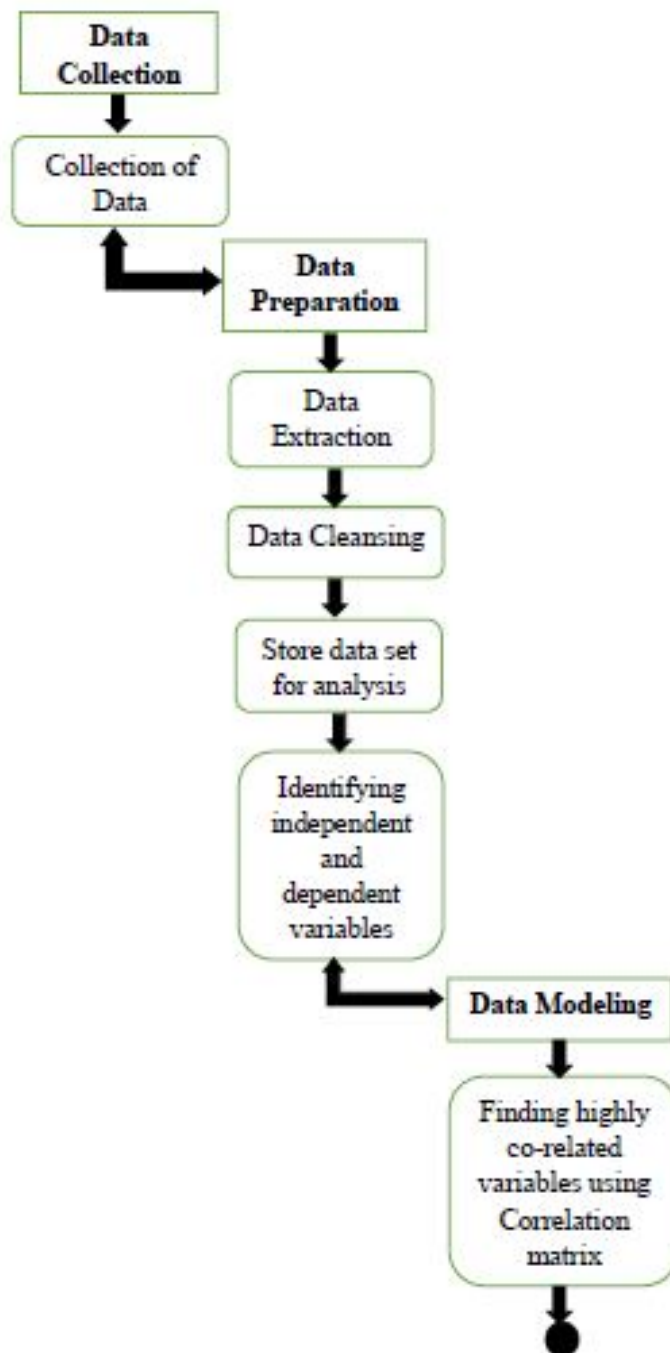 Data
Collection
Collection of
Data
Data
Preparation
Data
Extraction
Data Cleansing
Store data set
for analysis
Identifying
independent
and
dependent
variables
Data Modeling
Finding highly
co-related
variables using
Correlation
matrix